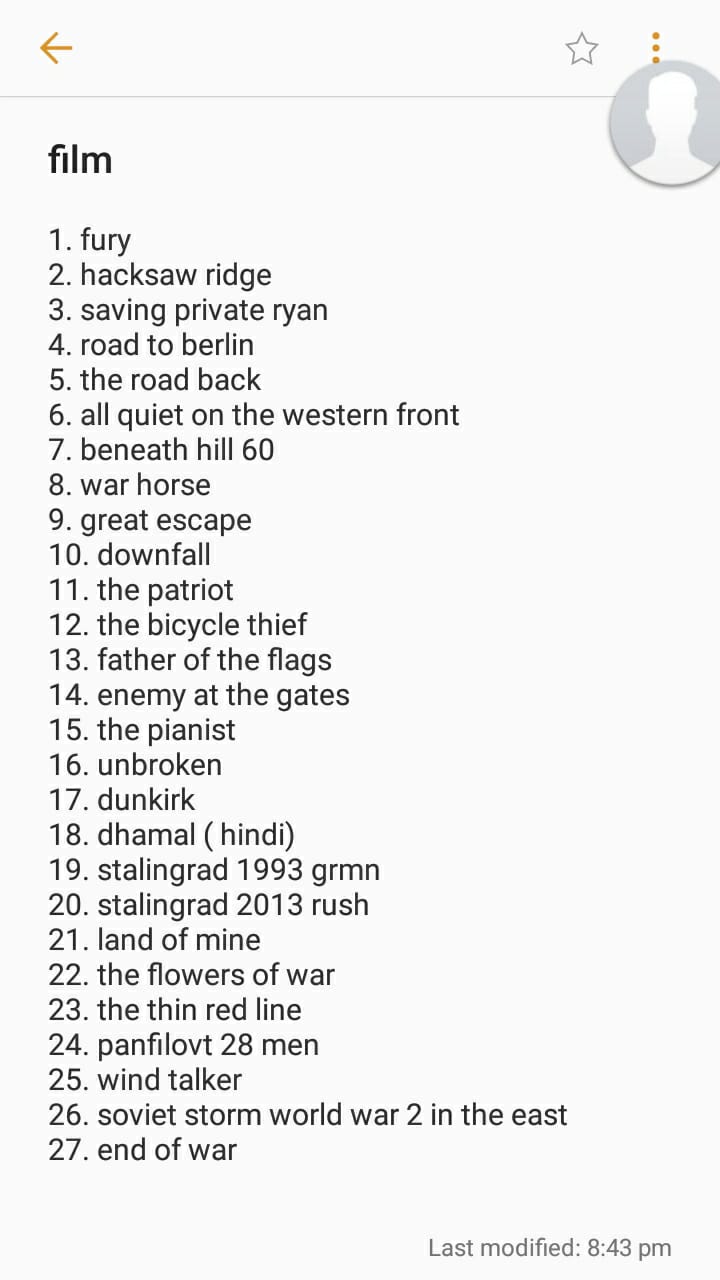 film
1. fury
2. hacksaw ridge
3. saving private ryan
4. road to berlin
5. the road back
6. all quiet on the western front
7. beneath hill 60
8. war horse
9. great escape
10. downfall
11. the patriot
12. the bicycle thief
13. father of the flags
14. enemy at the gates
15. the pianist
16. unbroken
17. dunkirk
18. dhamal ( hindi)
19. stalingrad 1993 grmn
20. stalingrad 2013 rush
21. land of mine
22. the flowers of war
23. the thin red line
24. panfilovt 28 men
25. wind talker
26. soviet storm world war 2 in the east
27. end of war
Last modified: 8:43 pm